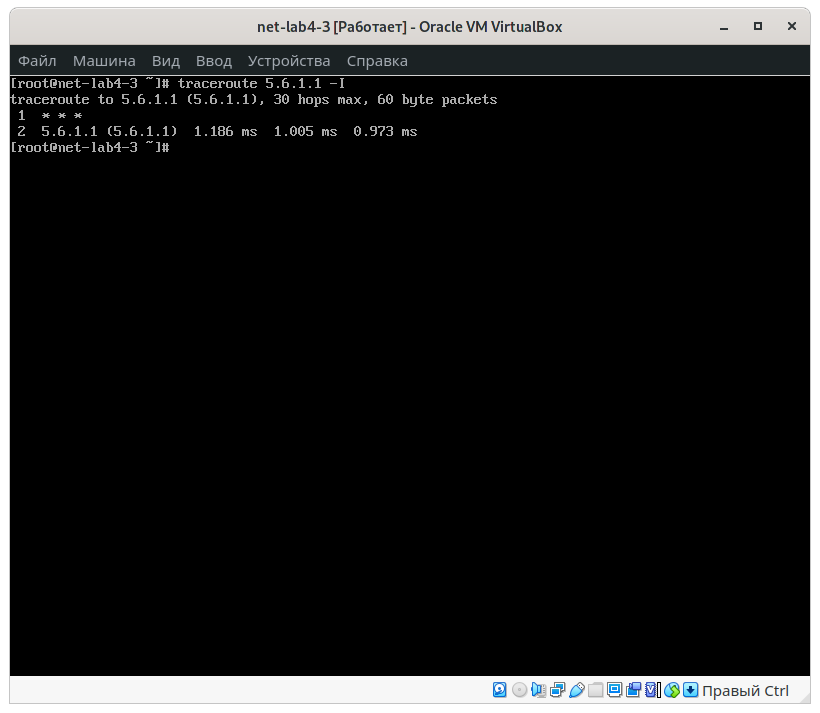 net-lab4-3 [Работает] - Oracle VM VirtualBox
Файл Машина Вид Ввод Устройства Справка
[root@net-lab4-3 ~]# traceroute 5.6.1.1 -I
traceroute to 5.6.1.1 (5.6.1.1), 30 hops max, 60 byte packets
 1  * * *
 2  5.6.1.1 (5.6.1.1)  1.186 ms  1.005 ms  0.973 ms
[root@net-lab4-3 ~]#
Правый Ctrl